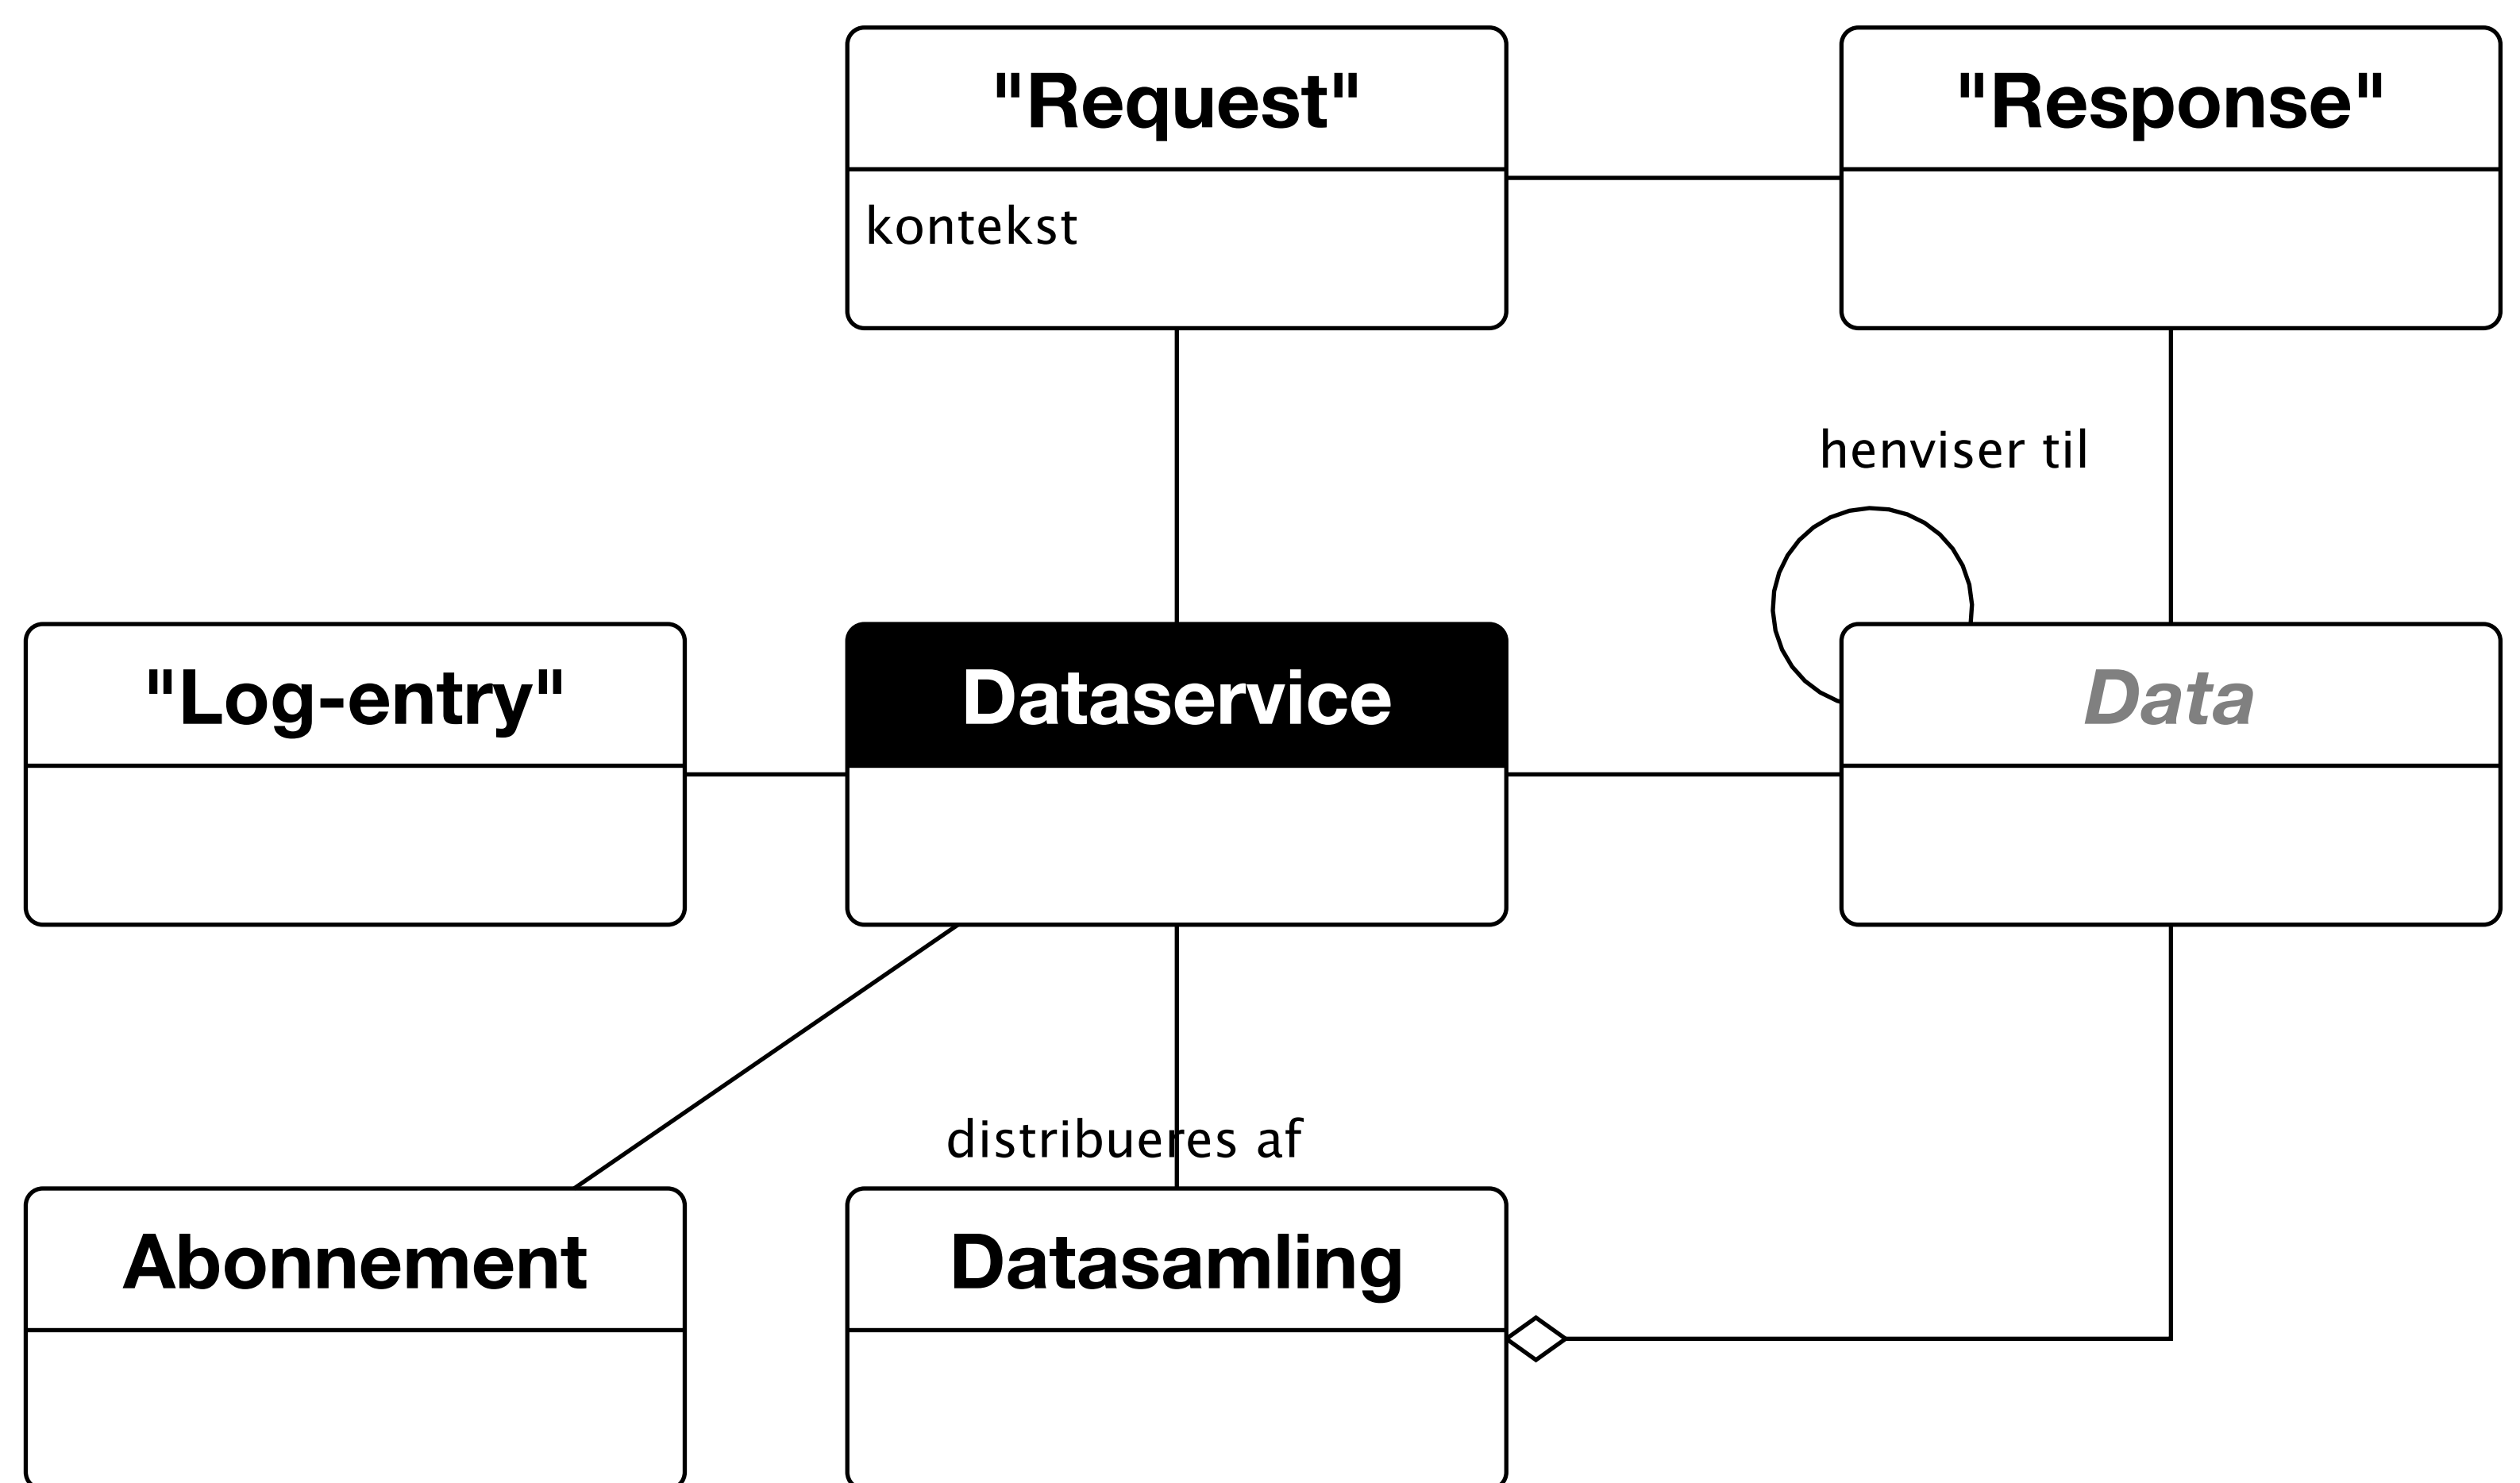 "Request"
"Response"
kontekst
henviser til
"Log-entry"
Dataservice
Data
distribueres af
Abonnement
Datasamling